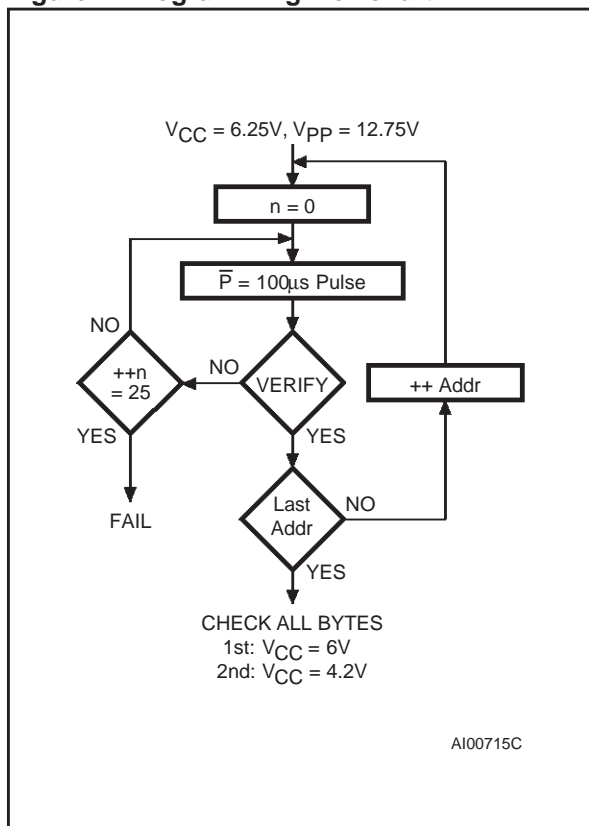 VCC = 6.25V, VPP = 12.75V
n = 0
P̅ = 100µs Pulse
NO
++n
= 25
NO
VERIFY
++ Addr
YES
YES
Last
Addr
NO
FAIL
YES
CHECK ALL BYTES
1st: VCC = 6V
2nd: VCC = 4.2V
AI00715C